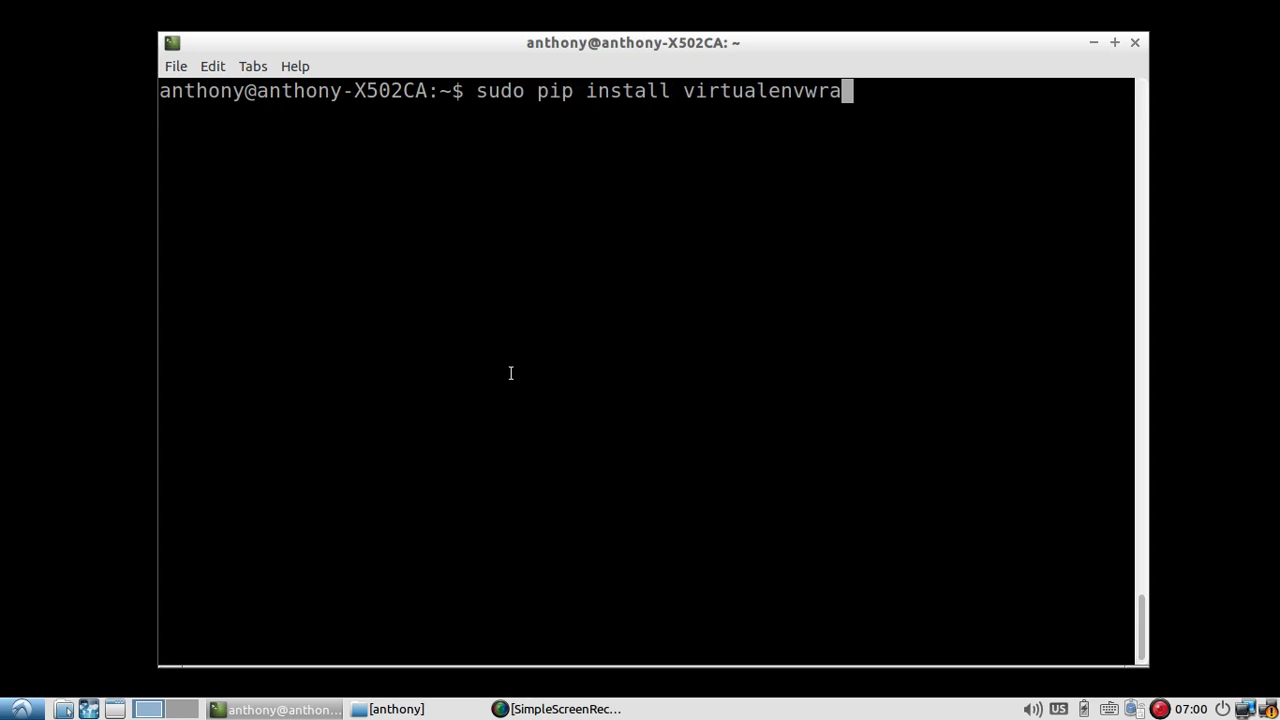 anthony@anthony-X502CA: ~
File Edit Tabs Help
anthony@anthony-X502CA:~$ sudo pip install virtualenvwra
anthony@anthon... [anthony] [SimpleScreenRec... US 07:00